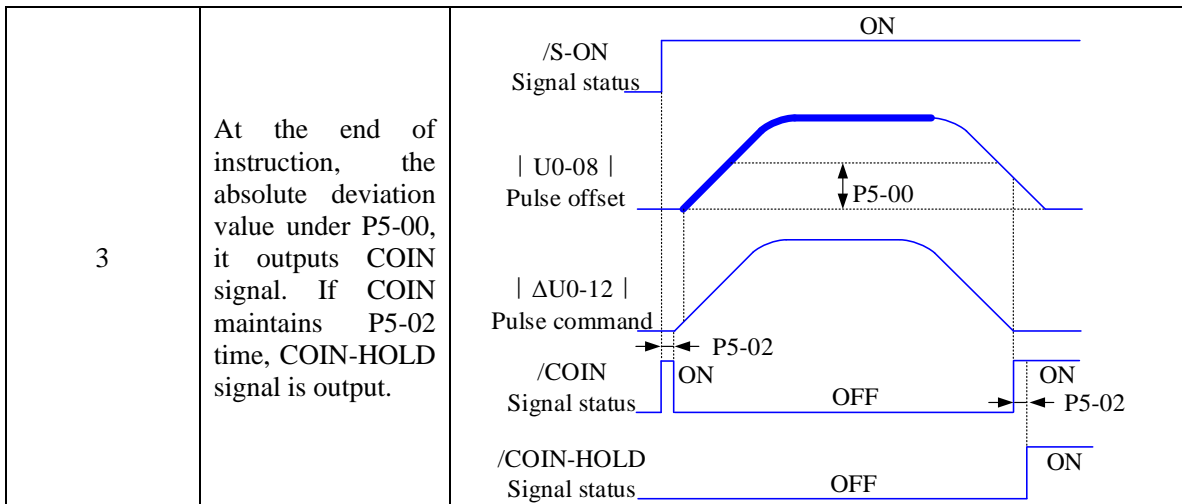 3
At the end of
instruction, the
absolute deviation
value under P5-00,
it outputs COIN
signal. If COIN
maintains P5-02
time, COIN-HOLD
signal is output.
ON
/S-ON
Signal status
| U0-08 |
Pulse offset
P5-00
| ΔU0-12 |
Pulse command
P5-02
/COIN
Signal status
ON
OFF
ON
P5-02
/COIN-HOLD
Signal status
OFF
ON